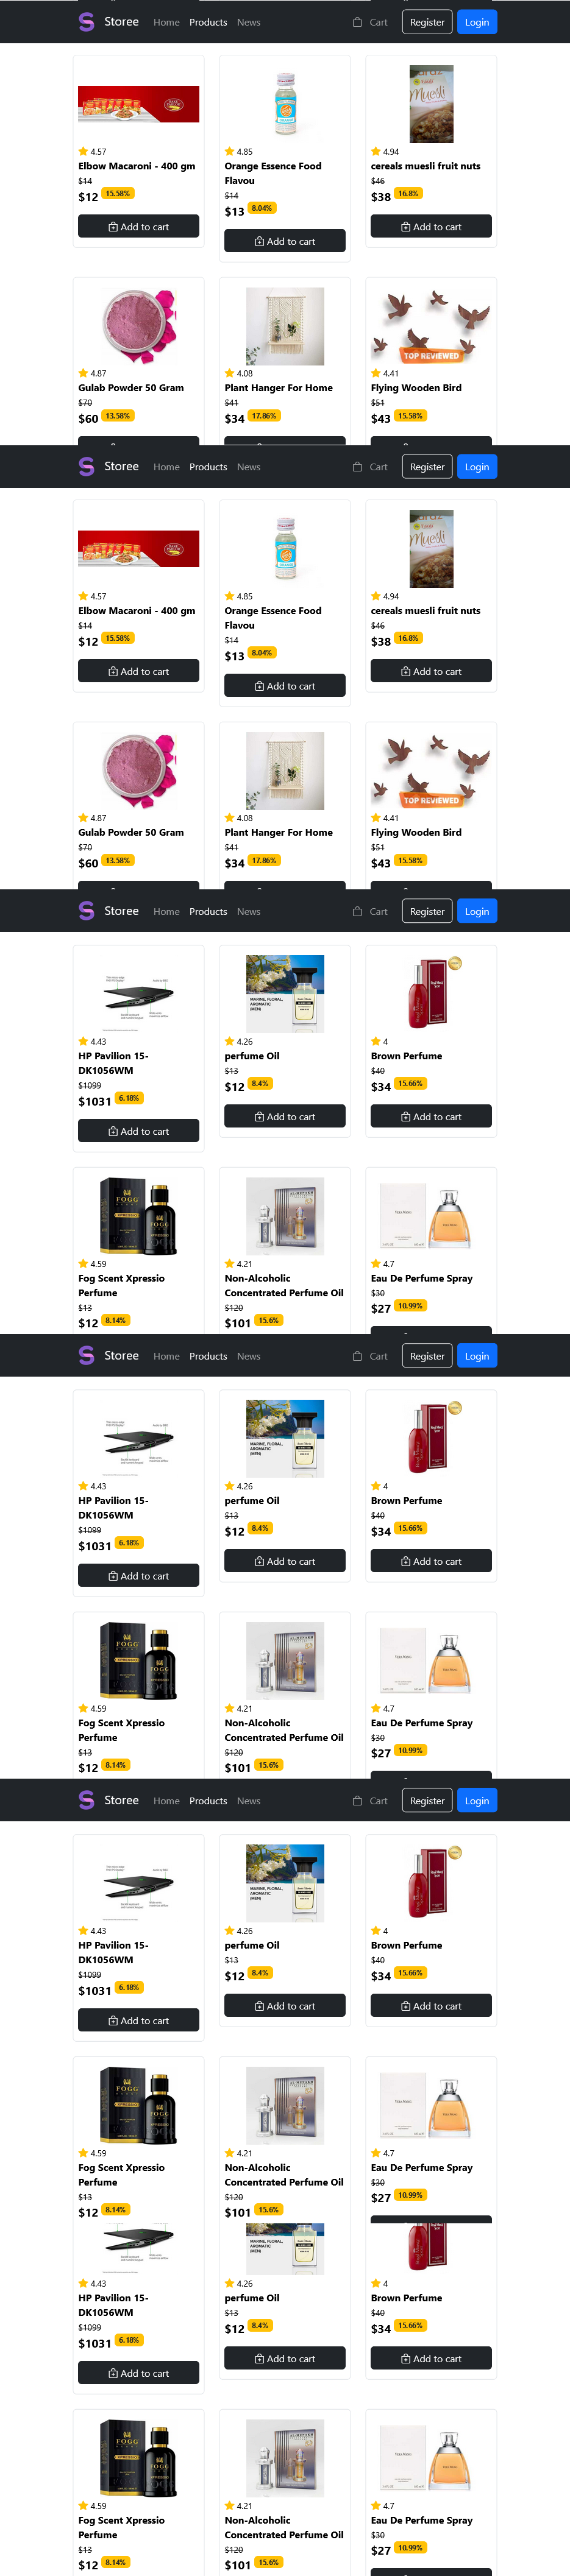 Storee Home Products News Cart Register Login
4.57 4.85 4.94
Elbow Macaroni - 400 gm Orange Essence Food Flavou cereals muesli fruit nuts
$14 $14 $46
$12 15.58% $13 8.04% $38 16.8%
Add to cart Add to cart Add to cart
4.87 4.08 4.41
TOP REVIEWED
Gulab Powder 50 Gram Plant Hanger For Home Flying Wooden Bird
$70 $41 $51
$60 13.58% $34 17.86% $43 15.58%
Storee Home Products News Cart Register Login
4.57 4.85 4.94
Elbow Macaroni - 400 gm Orange Essence Food Flavou cereals muesli fruit nuts
$14 $14 $46
$12 15.58% $13 8.04% $38 16.8%
Add to cart Add to cart Add to cart
TOP REVIEWED
4.87 4.08 4.41
Gulab Powder 50 Gram Plant Hanger For Home Flying Wooden Bird
$70 $41 $51
$60 13.58% $34 17.86% $43 15.58%
Storee Home Products News Cart Register Login
MARINE, FLORAL, AROMATIC (MEN)
4.43 4.26 4
HP Pavilion 15-DK1056WM perfume Oil Brown Perfume
$1099 $13 $40
$1031 6.18% $12 8.4% $34 15.66%
Add to cart Add to cart Add to cart
FOGG
4.59 4.21 4.7
Fog Scent Xpressio Perfume Non-Alcoholic Concentrated Perfume Oil Eau De Perfume Spray
$13 $120 $30
$12 8.14% $101 15.6% $27 10.99%
Storee Home Products News Cart Register Login
MARINE, FLORAL, AROMATIC (MEN)
4.43 4.26 4
HP Pavilion 15-DK1056WM perfume Oil Brown Perfume
$1099 $13 $40
$1031 6.18% $12 8.4% $34 15.66%
Add to cart Add to cart Add to cart
FOGG
4.59 4.21 4.7
Fog Scent Xpressio Perfume Non-Alcoholic Concentrated Perfume Oil Eau De Perfume Spray
$13 $120 $30
$12 8.14% $101 15.6% $27 10.99%
Storee Home Products News Cart Register Login
MARINE, FLORAL, AROMATIC (MEN)
4.43 4.26 4
HP Pavilion 15-DK1056WM perfume Oil Brown Perfume
$1099 $13 $40
$1031 6.18% $12 8.4% $34 15.66%
Add to cart Add to cart Add to cart
FOGG
4.59 4.21 4.7
Fog Scent Xpressio Perfume Non-Alcoholic Concentrated Perfume Oil Eau De Perfume Spray
$13 $120 $30
$12 8.14% $101 15.6% $27 10.99%
MARINE, FLORAL, AROMATIC (MEN)
4.43 4.26 4
HP Pavilion 15-DK1056WM perfume Oil Brown Perfume
$1099 $13 $40
$1031 6.18% $12 8.4% $34 15.66%
Add to cart Add to cart Add to cart
FOGG
4.59 4.21 4.7
Fog Scent Xpressio Perfume Non-Alcoholic Concentrated Perfume Oil Eau De Perfume Spray
$13 $120 $30
$12 8.14% $101 15.6% $27 10.99%